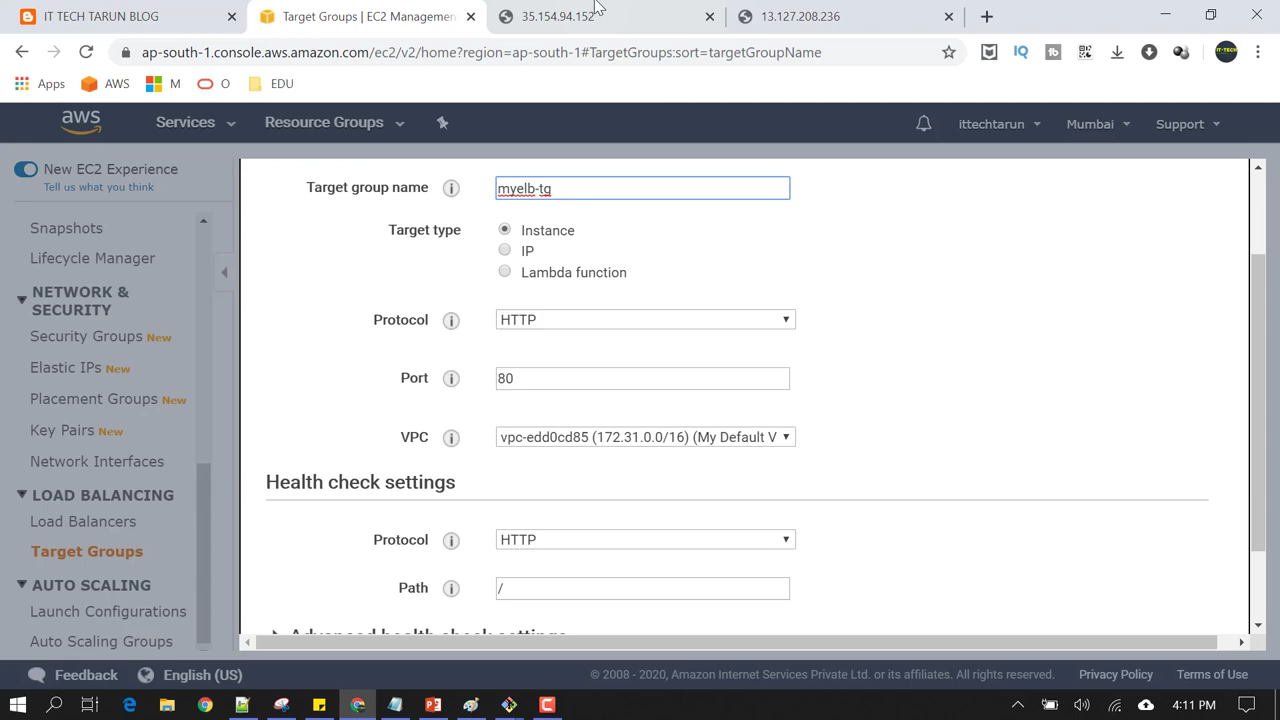 IT TECH TARUN BLOG
Target Groups | EC2 Managemen
35.154.94.152
13.127.208.236
ap-south-1.console.aws.amazon.com/ec2/v2/home?region=ap-south-1#TargetGroups:sort=targetGroupName
Apps AWS M O EDU
aws Services Resource Groups ittechtarun Mumbai Support
New EC2 Experience
Tell us what you think
Snapshots
Lifecycle Manager
NETWORK &
SECURITY
Security Groups New
Elastic IPs New
Placement Groups New
Key Pairs New
Network Interfaces
LOAD BALANCING
Load Balancers
Target Groups
AUTO SCALING
Launch Configurations
Auto Scaling Groups
Target group name myelb-tg
Target type Instance
IP
Lambda function
Protocol HTTP
Port 80
VPC vpc-edd0cd85 (172.31.0.0/16) (My Default V
Health check settings
Protocol HTTP
Path /
Advanced health check settings
Feedback English (US) © 2008 - 2020, Amazon Internet Services Private Ltd. or its affiliates. All rights reserved. Privacy Policy Terms of Use
4:11 PM